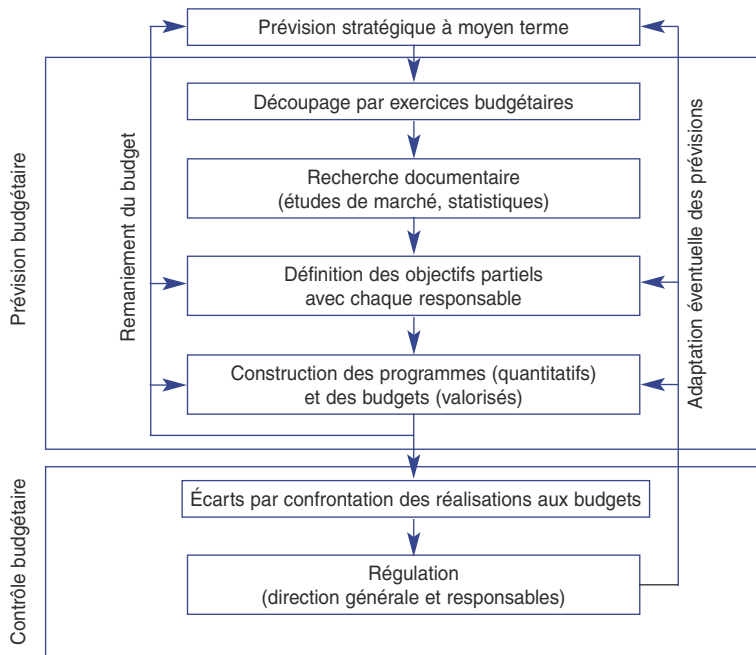 Prévision stratégique à moyen terme
Découpage par exercices budgétaires
Recherche documentaire
(études de marché, statistiques)
Définition des objectifs partiels
avec chaque responsable
Construction des programmes (quantitatifs)
et des budgets (valorisés)
Écarts par confrontation des réalisations aux budgets
Régulation
(direction générale et responsables)
Prévision budgétaire
Remaniement du budget
Adaptation éventuelle des prévisions
Contrôle budgétaire